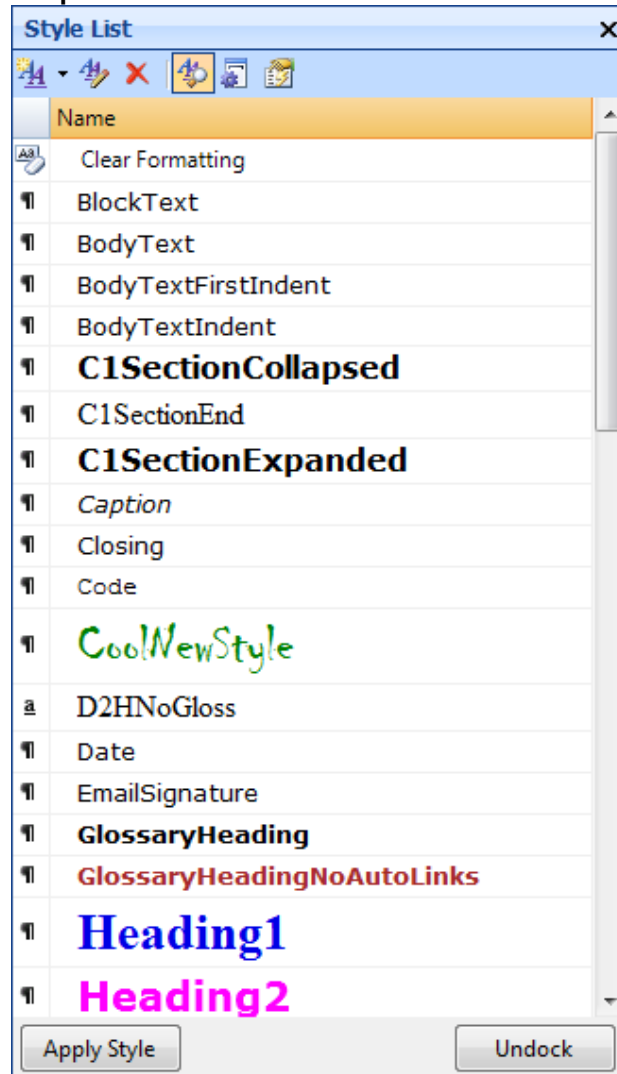 Style List
Name
Clear Formatting
¶ BlockText
¶ BodyText
¶ BodyTextFirstIndent
¶ BodyTextIndent
¶ C1SectionCollapsed
¶ C1SectionEnd
¶ C1SectionExpanded
¶ Caption
¶ Closing
¶ Code
¶ CoolNewStyle
a D2HNoGloss
¶ Date
¶ EmailSignature
¶ GlossaryHeading
¶ GlossaryHeadingNoAutoLinks
¶ Heading1
¶ Heading2
Apply Style Undock